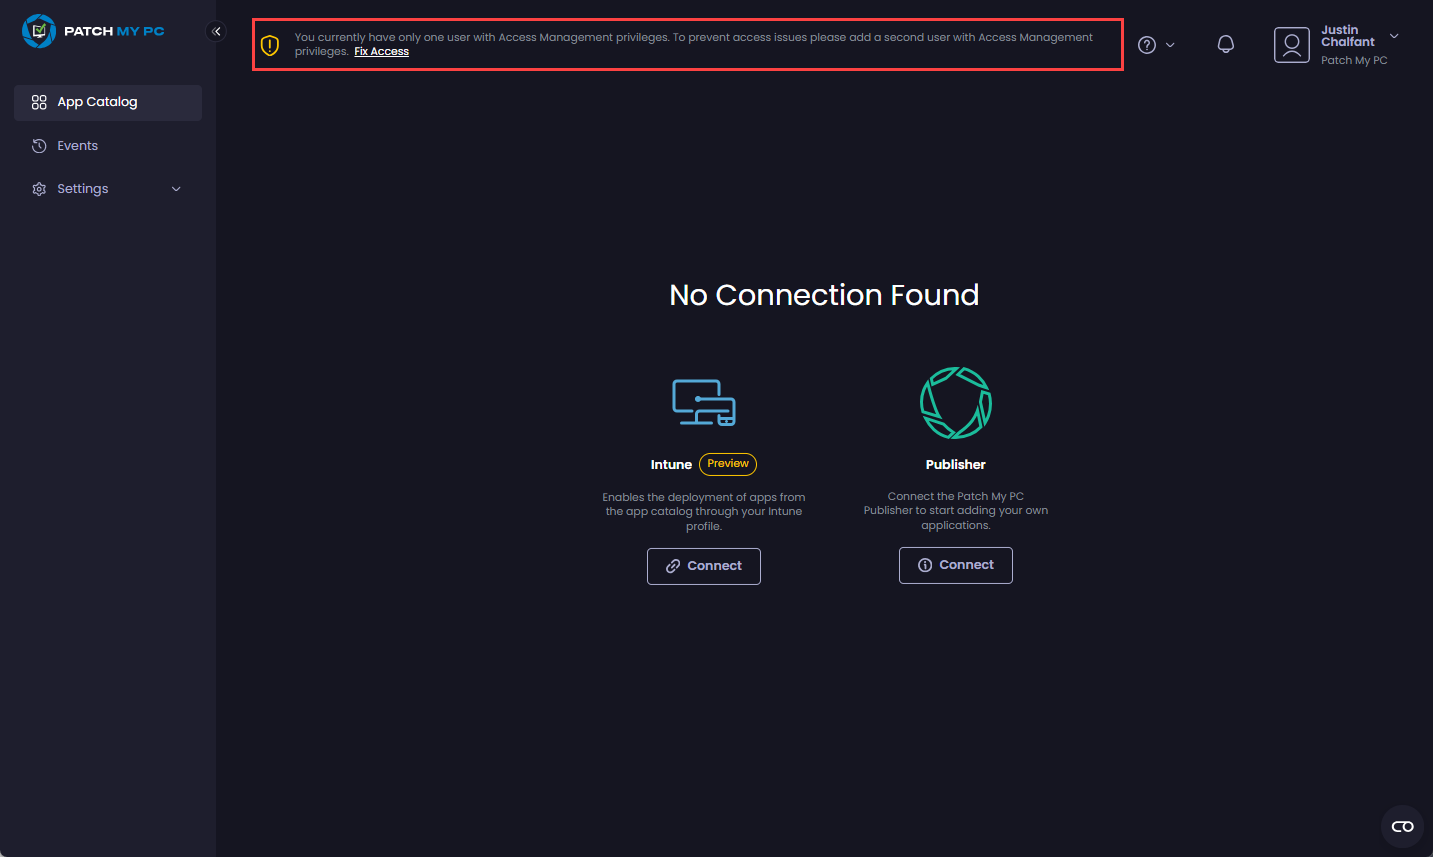 PATCH MY PC
You currently have only one user with Access Management privileges. To prevent access issues please add a second user with Access Management
privileges. Fix Access
Justin
Chalfant
Patch My PC
App Catalog
Events
Settings
No Connection Found
Intune Preview
Enables the deployment of apps from
the app catalog through your Intune
profile.
Connect
Publisher
Connect the Patch My PC
Publisher to start adding your own
applications.
Connect